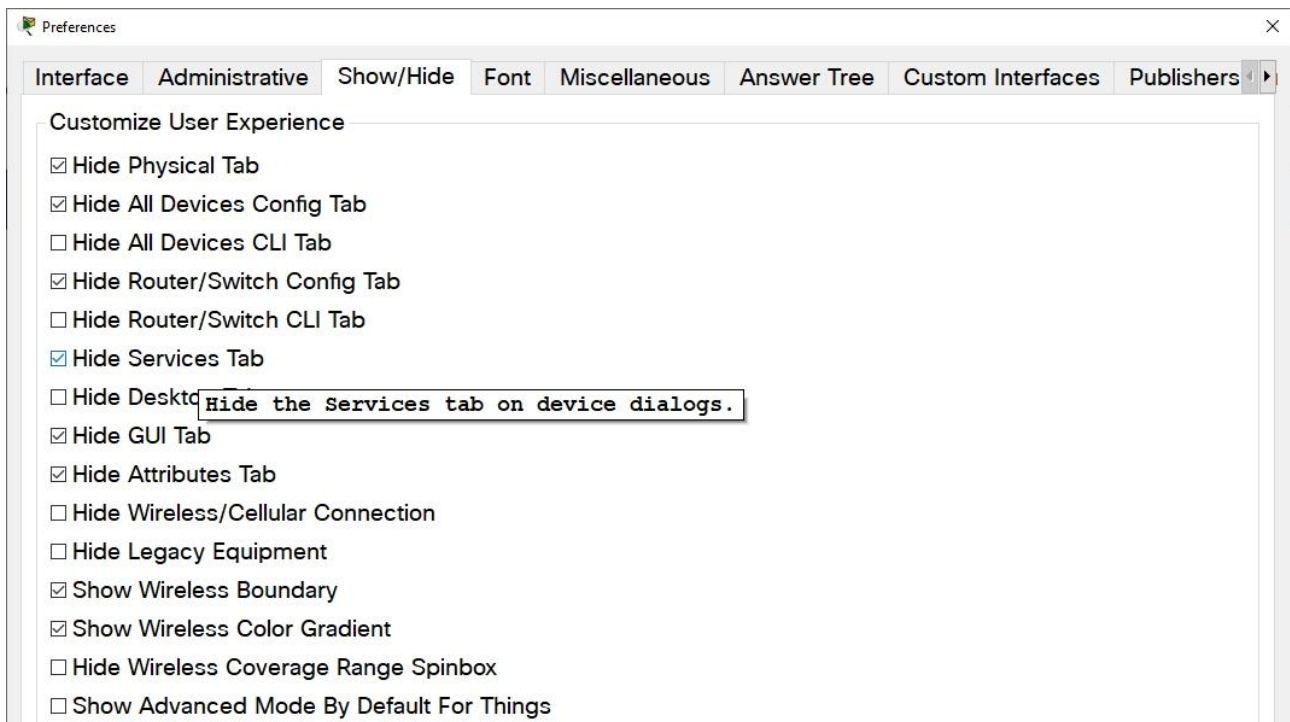 Preferences
Interface Administrative Show/Hide Font Miscellaneous Answer Tree Custom Interfaces Publishers
Customize User Experience
Hide Physical Tab
Hide All Devices Config Tab
Hide All Devices CLI Tab
Hide Router/Switch Config Tab
Hide Router/Switch CLI Tab
Hide Services Tab
Hide
Hide the Services tab on device dialogs.
Hide GUI Tab
Hide Attributes Tab
Hide Wireless/Cellular Connection
Hide Legacy Equipment
Show Wireless Boundary
Show Wireless Color Gradient
Hide Wireless Coverage Range Spinbox
Show Advanced Mode By Default For Things